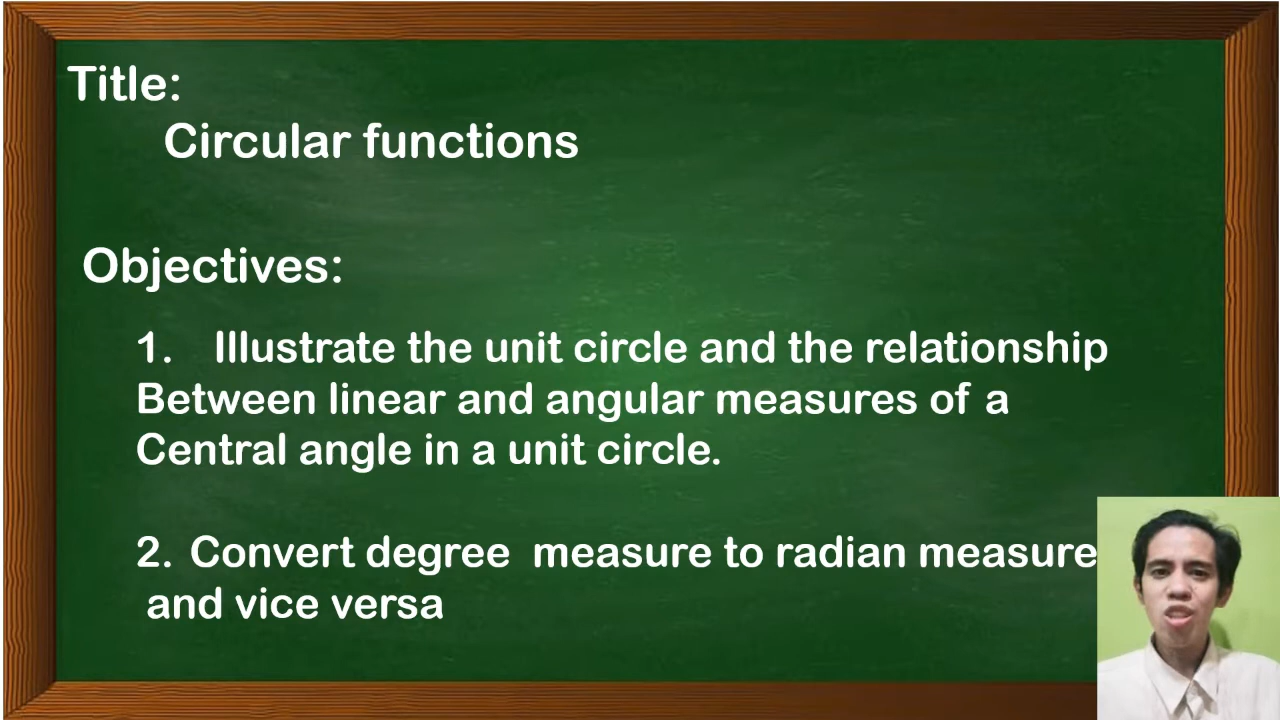 Title:
Circular functions
Objectives:
1. Illustrate the unit circle and the relationship
Between linear and angular measures of a
Central angle in a unit circle.
2. Convert degree measure to radian measure
and vice versa